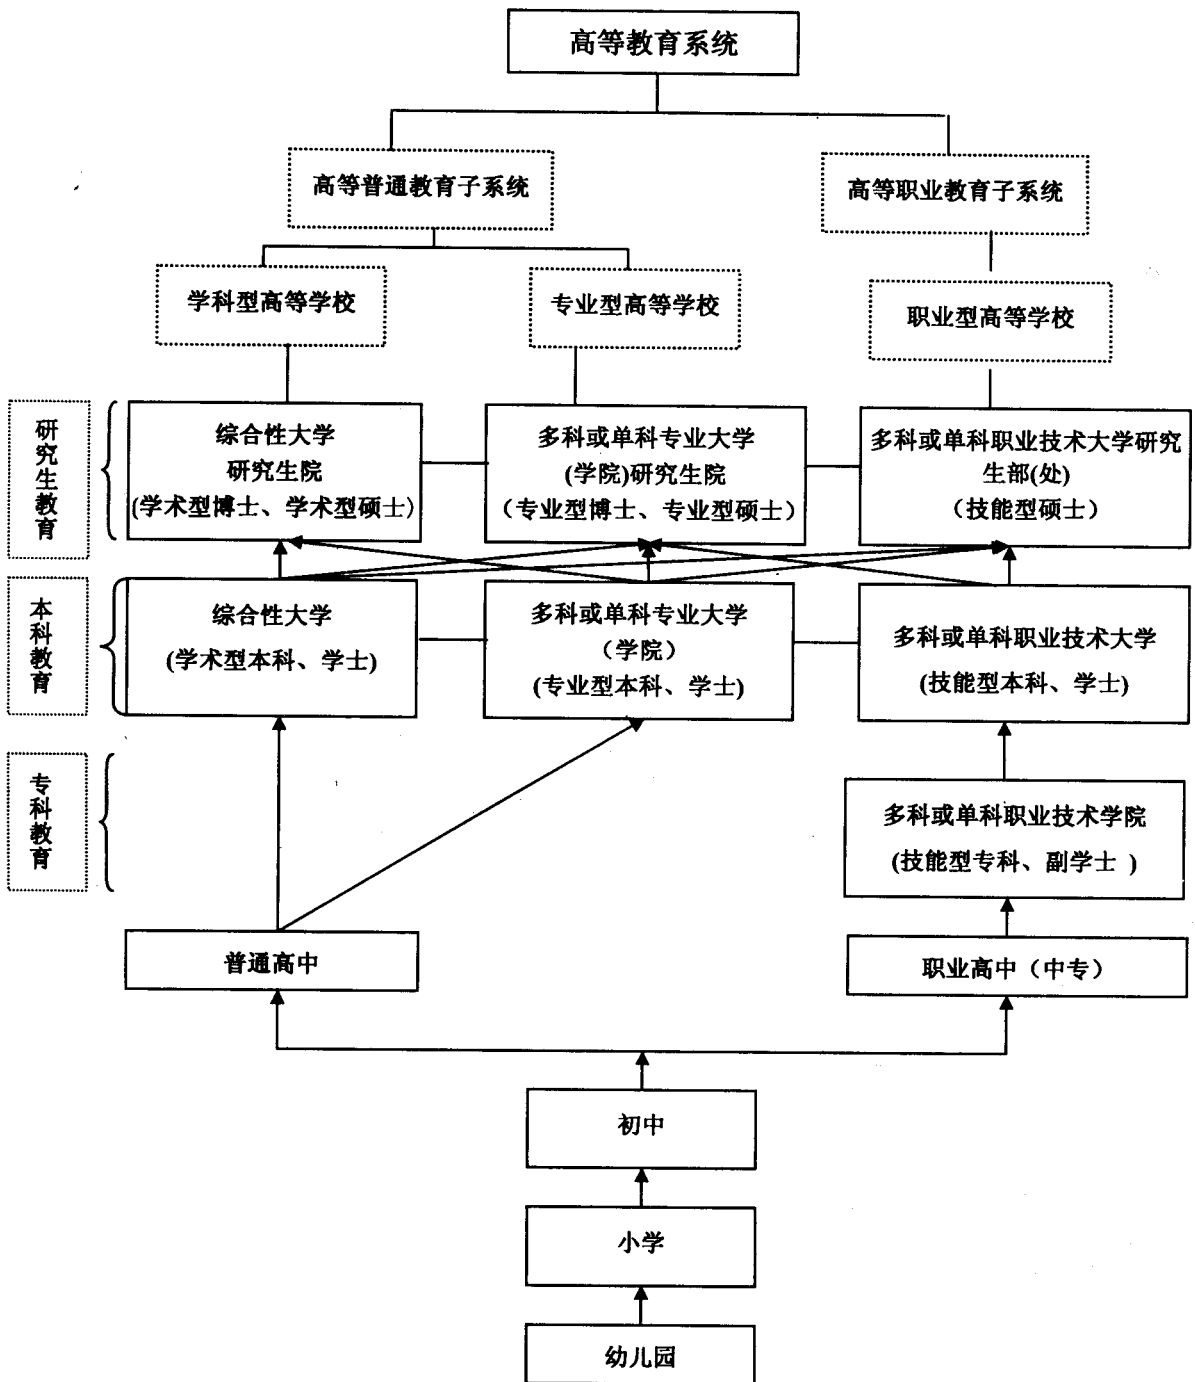 高等教育系统
高等普通教育子系统
高等职业教育子系统
学科型高等学校
专业型高等学校
职业型高等学校
研究生教育
综合性大学
研究生院
(学术型博士、学术型硕士)
多科或单科专业大学
(学院)研究生院
（专业型博士、专业型硕士）
多科或单科职业技术大学研究
生部(处)
（技能型硕士）
本科教育
综合性大学
(学术型本科、学士)
多科或单科专业大学
（学院）
(专业型本科、学士)
多科或单科职业技术大学
(技能型本科、学士)
专科教育
多科或单科职业技术学院
(技能型专科、副学士 )
普通高中
职业高中（中专）
初中
小学
幼儿园